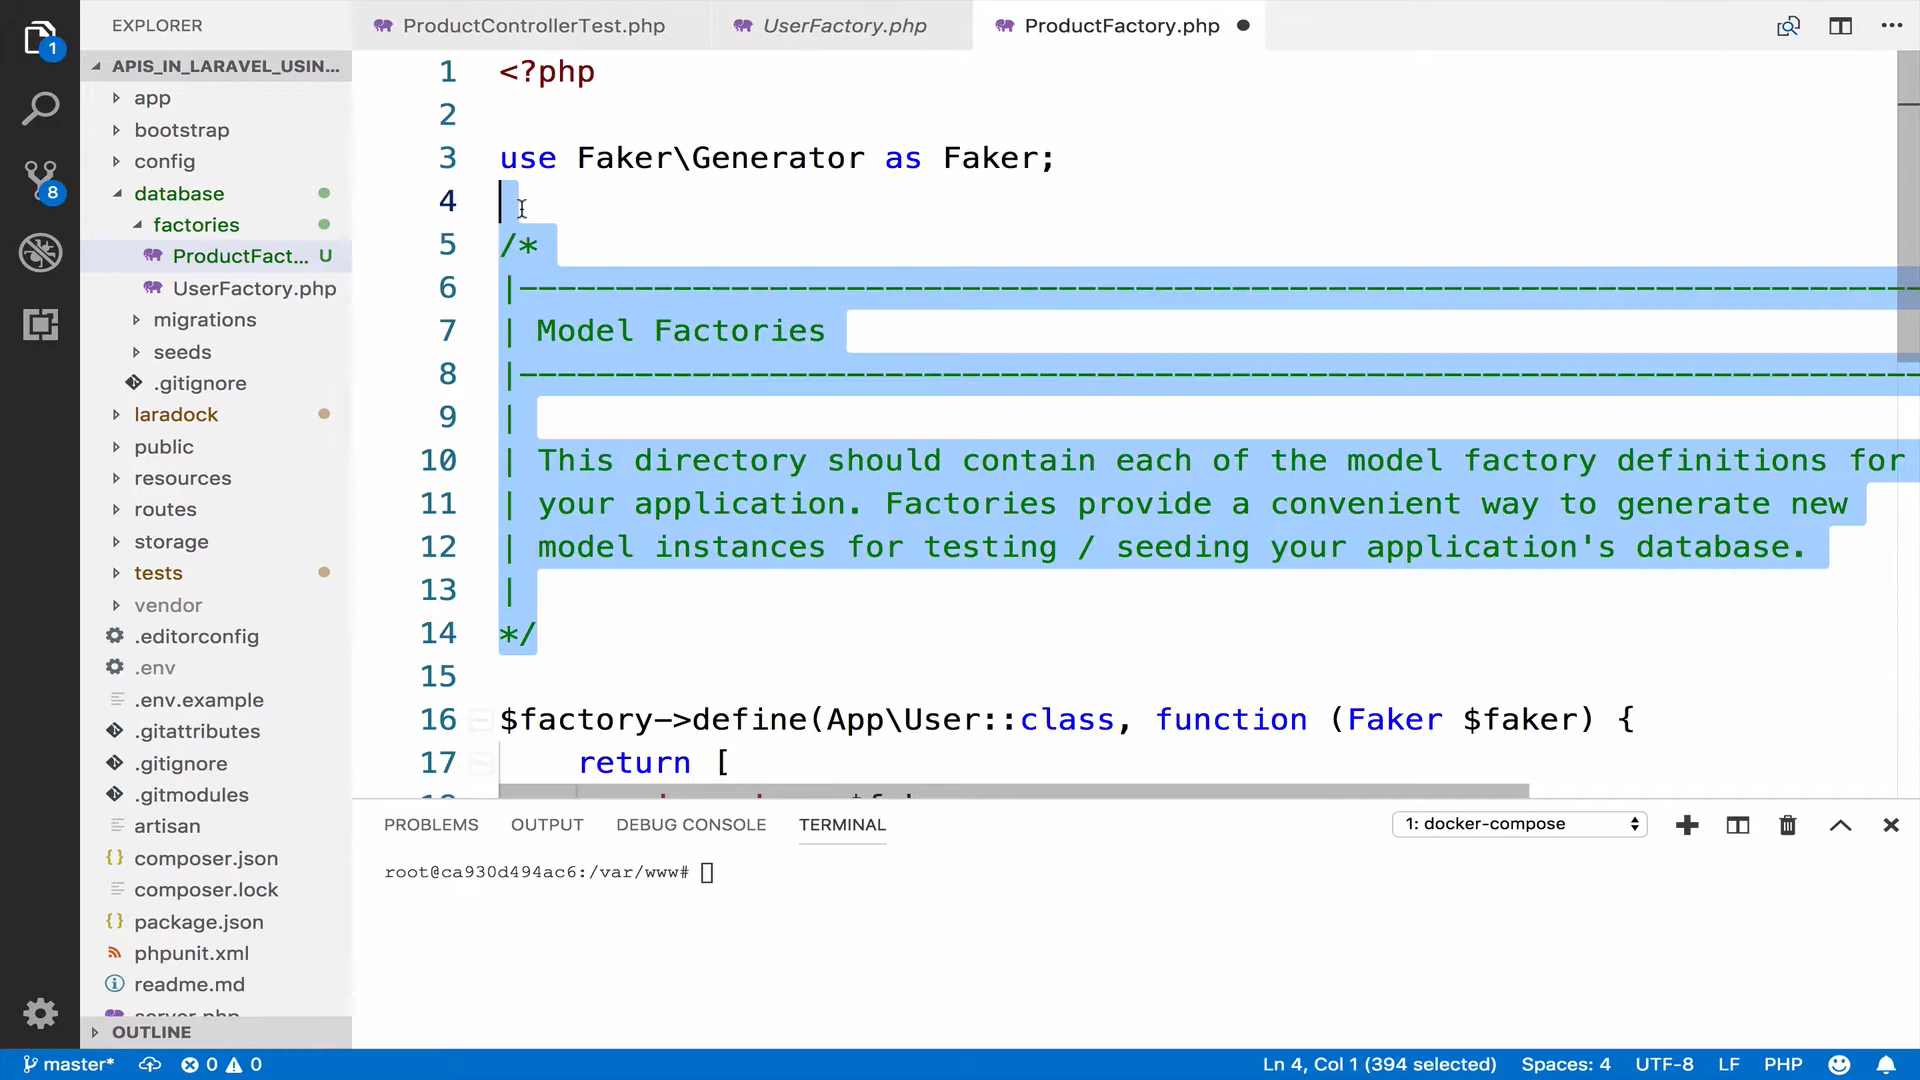 EXPLORER
ProductControllerTest.php
UserFactory.php
ProductFactory.php
APIS_IN_LARAVEL_USIN...
app
bootstrap
config
database
factories
ProductFact... U
UserFactory.php
migrations
seeds
.gitignore
laradock
public
resources
routes
storage
tests
vendor
.editorconfig
.env
.env.example
.gitattributes
.gitignore
.gitmodules
artisan
composer.json
composer.lock
package.json
phpunit.xml
readme.md
server.php
OUTLINE
1
8
1 <?php
2
3 use Faker\Generator as Faker;
4
5 /*
6 |--------------------------------------------------------------------------
7 | Model Factories
8 |--------------------------------------------------------------------------
9 |
10 | This directory should contain each of the model factory definitions for
11 | your application. Factories provide a convenient way to generate new
12 | model instances for testing / seeding your application's database.
13 |
14 */
15
16 $factory->define(App\User::class, function (Faker $faker) {
17 return [
PROBLEMS
OUTPUT
DEBUG CONSOLE
TERMINAL
1: docker-compose
root@ca930d494ac6:/var/www#
master*
0
0
Ln 4, Col 1 (394 selected)
Spaces: 4
UTF-8
LF
PHP